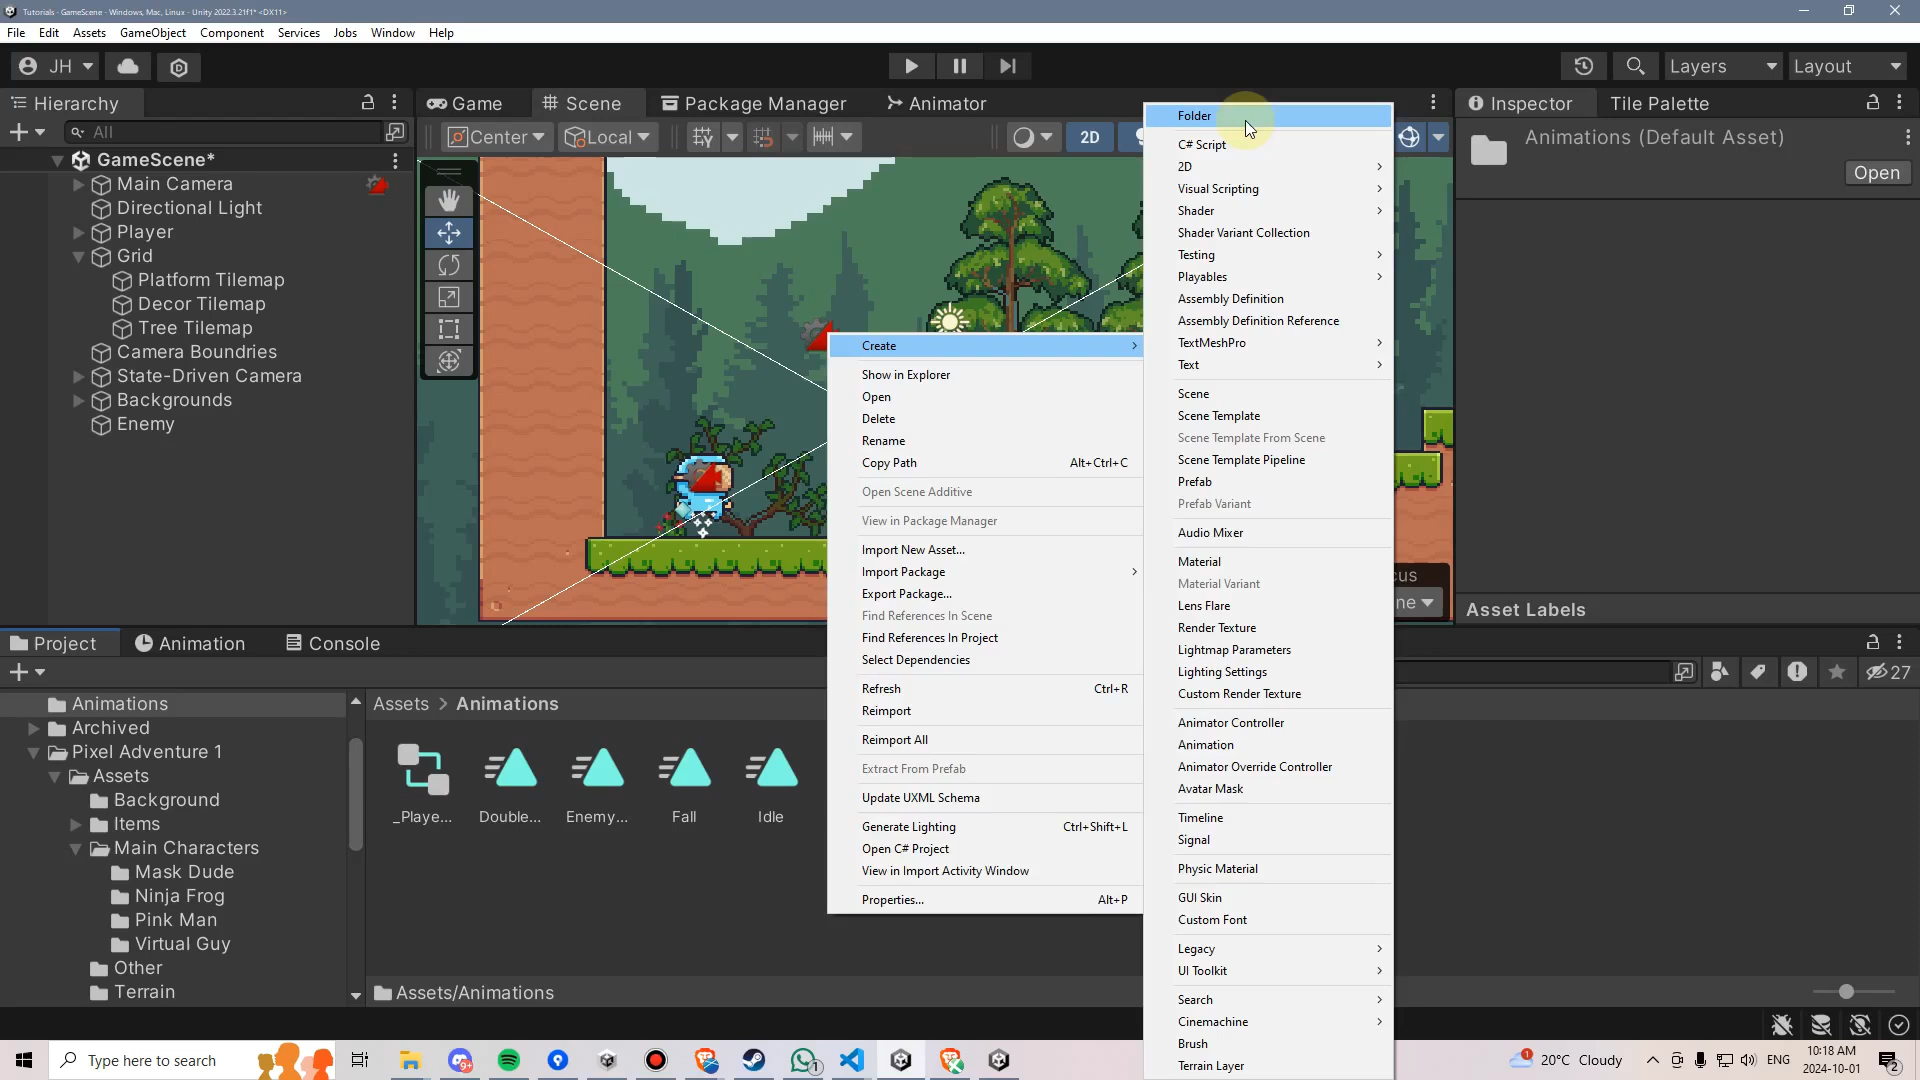 Tutorials - GameScene - Windows, Mac, Linux - Unity 2022.3.21f1* <DX11>
File Edit Assets GameObject Component Services Jobs Window Help
JH Layers Layout
Hierarchy
All
GameScene*
Main Camera
Directional Light
Player
Grid
Platform Tilemap
Decor Tilemap
Tree Tilemap
Camera Boundries
State-Driven Camera
Backgrounds
Enemy
Game Scene Package Manager Animator
Center Local 2D
Create
Show in Explorer
Open
Delete
Rename
Copy Path Alt+Ctrl+C
Open Scene Additive
View in Package Manager
Import New Asset...
Import Package
Export Package...
Find References In Scene
Find References In Project
Select Dependencies
Refresh Ctrl+R
Reimport
Reimport All
Extract From Prefab
Update UXML Schema
Generate Lighting Ctrl+Shift+L
Open C# Project
View in Import Activity Window
Properties... Alt+P
Folder
C# Script
2D
Visual Scripting
Shader
Shader Variant Collection
Testing
Playables
Assembly Definition
Assembly Definition Reference
TextMeshPro
Text
Scene
Scene Template
Scene Template From Scene
Scene Template Pipeline
Prefab
Prefab Variant
Audio Mixer
Material
Material Variant
Lens Flare
Render Texture
Lightmap Parameters
Lighting Settings
Custom Render Texture
Animator Controller
Animation
Animator Override Controller
Avatar Mask
Timeline
Signal
Physic Material
GUI Skin
Custom Font
Legacy
UI Toolkit
Search
Cinemachine
Brush
Terrain Layer
cus
ne
Inspector Tile Palette
Animations (Default Asset)
Open
Asset Labels
Project Animation Console
27
Animations
Archived
Pixel Adventure 1
Assets
Background
Items
Main Characters
Mask Dude
Ninja Frog
Pink Man
Virtual Guy
Other
Terrain
Assets > Animations
_Playe... Double... Enemy... Fall Idle
Assets/Animations
Type here to search
1
20°C Cloudy
ENG
10:18 AM
2024-10-01
2